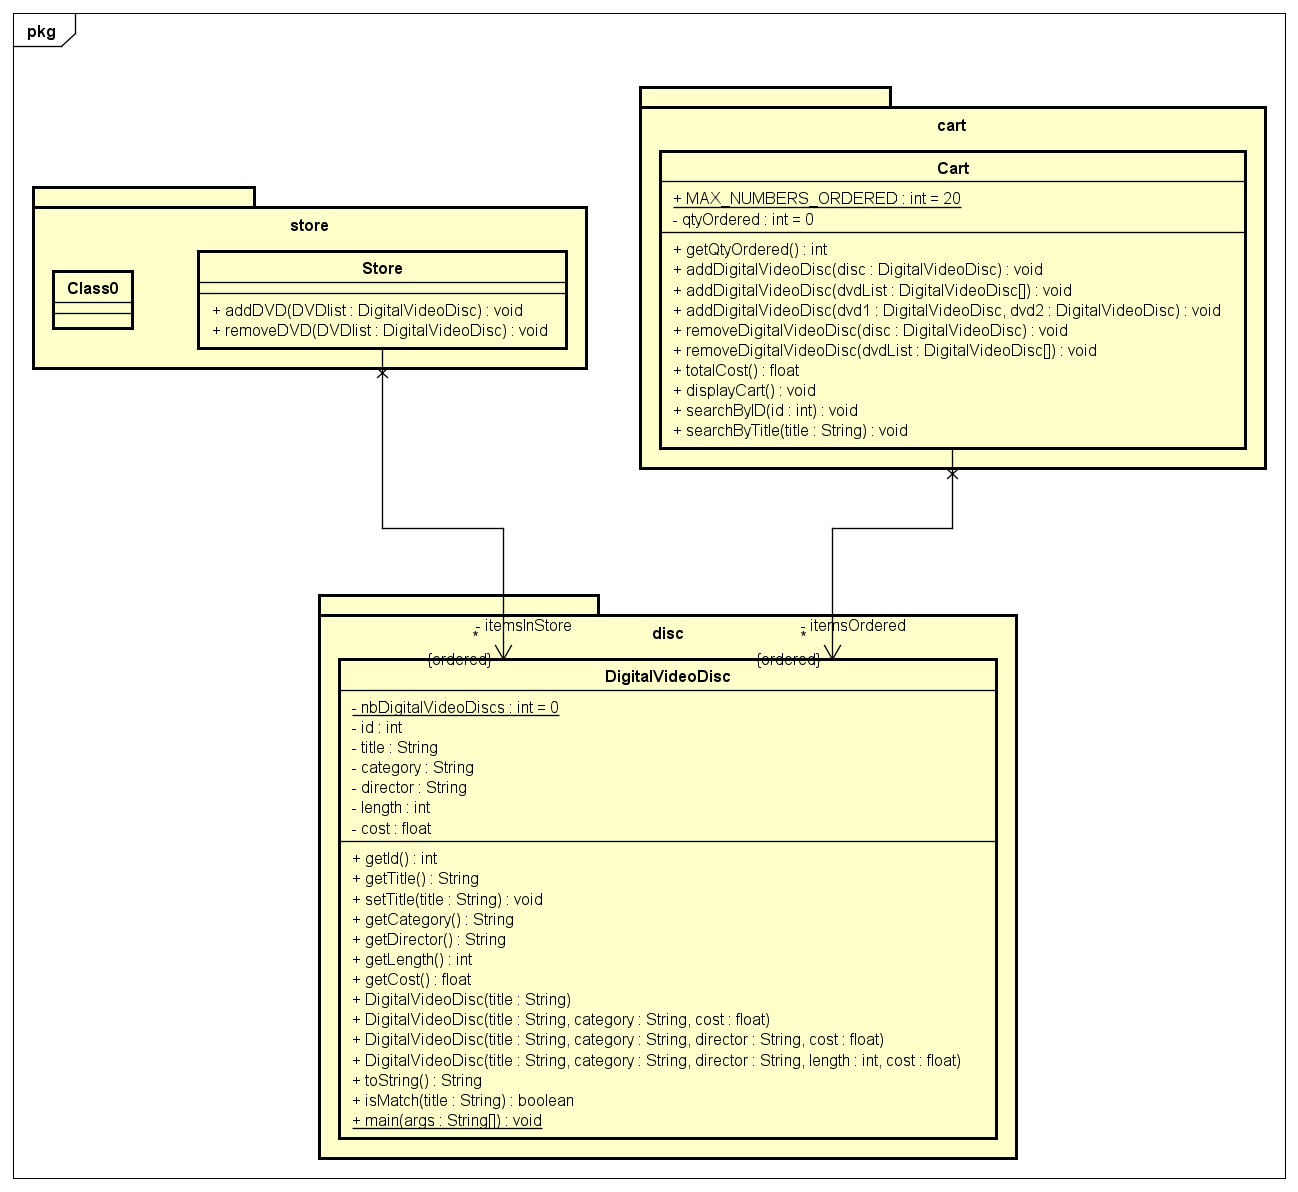 pkg
store
Class0
Store
+ addDVD(DVDlist : DigitalVideoDisc) : void
+ removeDVD(DVDlist : DigitalVideoDisc) : void
cart
Cart
+ MAX_NUMBERS_ORDERED : int = 20
- qtyOrdered : int = 0
+ getQtyOrdered() : int
+ addDigitalVideoDisc(disc : DigitalVideoDisc) : void
+ addDigitalVideoDisc(dvdList : DigitalVideoDisc[]) : void
+ addDigitalVideoDisc(dvd1 : DigitalVideoDisc, dvd2 : DigitalVideoDisc) : void
+ removeDigitalVideoDisc(disc : DigitalVideoDisc) : void
+ removeDigitalVideoDisc(dvdList : DigitalVideoDisc[]) : void
+ totalCost() : float
+ displayCart() : void
+ searchByID(id : int) : void
+ searchByTitle(title : String) : void
- itemsInStore
*
{ordered}
disc
- itemsOrdered
*
{ordered}
DigitalVideoDisc
- nbDigitalVideoDiscs : int = 0
- id : int
- title : String
- category : String
- director : String
- length : int
- cost : float
+ getId() : int
+ getTitle() : String
+ setTitle(title : String) : void
+ getCategory() : String
+ getDirector() : String
+ getLength() : int
+ getCost() : float
+ DigitalVideoDisc(title : String)
+ DigitalVideoDisc(title : String, category : String, cost : float)
+ DigitalVideoDisc(title : String, category : String, director : String, cost : float)
+ DigitalVideoDisc(title : String, category : String, director : String, length : int, cost : float)
+ toString() : String
+ isMatch(title : String) : boolean
+ main(args : String[]) : void